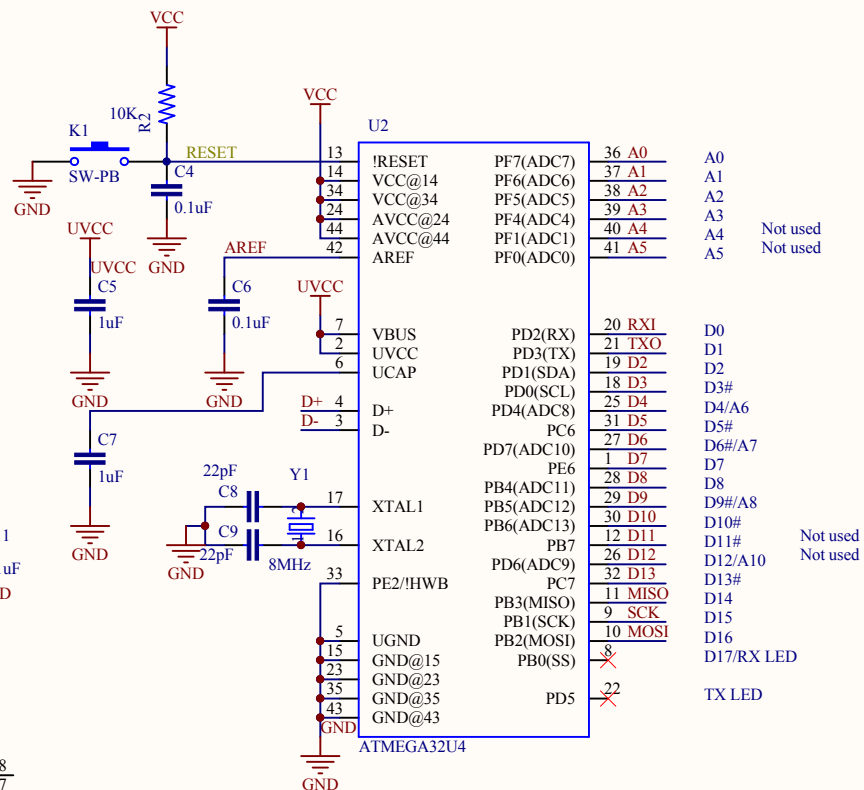 VCC
10K
R2
K1
SW-PB
RESET
C4
0.1uF
GND
GND
VCC
U2
UVCC
UVCC
C5
1uF
GND
AREF
C6
0.1uF
GND
UVCC
C7
1uF
GND
D+
D-
22pF
C8
Y1
C9
22pF
1 2
8MHz
GND
13 !RESET
14 VCC@14
34 VCC@34
24 AVCC@24
44 AVCC@44
42 AREF
7 VBUS
2 UVCC
6 UCAP
4 D+
3 D-
17 XTAL1
16 XTAL2
33 PE2/!HWB
5 UGND
15 GND@15
23 GND@23
35 GND@35
43 GND@43
GND
GND
ATMEGA32U4
PF7(ADC7) 36 A0 A0
PF6(ADC6) 37 A1 A1
PF5(ADC5) 38 A2 A2
PF4(ADC4) 39 A3 A3
PF1(ADC1) 40 A4 A4 Not used
PF0(ADC0) 41 A5 A5 Not used
PD2(RX) 20 RXI D0
PD3(TX) 21 TXO D1
PD1(SDA) 19 D2 D2
PD0(SCL) 18 D3 D3#
PD4(ADC8) 25 D4 D4/A6
PC6 31 D5 D5#
PD7(ADC10) 27 D6 D6#/A7
PE6 1 D7 D7
PB4(ADC11) 28 D8 D8
PB5(ADC12) 29 D9 D9#/A8
PB6(ADC13) 30 D10 D10#
PB7 12 D11 D11# Not used
PD6(ADC9) 26 D12 D12/A10 Not used
PC7 32 D13 D13#
PB3(MISO) 11 MISO D14
PB1(SCK) 9 SCK D15
PB2(MOSI) 10 MOSI D16
PB0(SS) 8 D17/RX LED
PD5 22 TX LED
1
uF
D
8
7